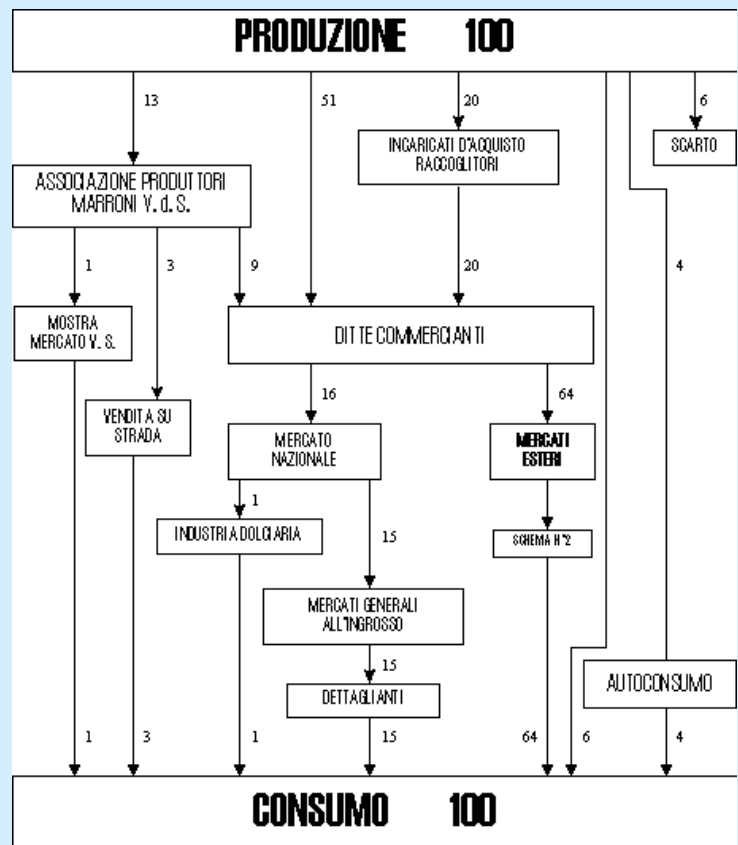 PRODUZIONE 100
13
51
20
6
INCARICATI D'ACQUISTO
RACCOGLITORI
SCARTO
ASSOCIAZIONE PRODUTTORI
MARRONI V. d. S.
1
3
9
20
4
MOSTRA
MERCATO V. S.
DITTE COMMERCIANTI
16
64
VENDITA SU
STRADA
MERCATO
NAZIONALE
MERCATI
ESTERI
1
INDUSTRIA DOLCIARIA
15
SCHEMA N°2
MERCATI GENERALI
ALL'INGROSSO
15
AUTOCONSUMO
DETTAGLIANTI
1
3
1
15
64
6
4
CONSUMO 100